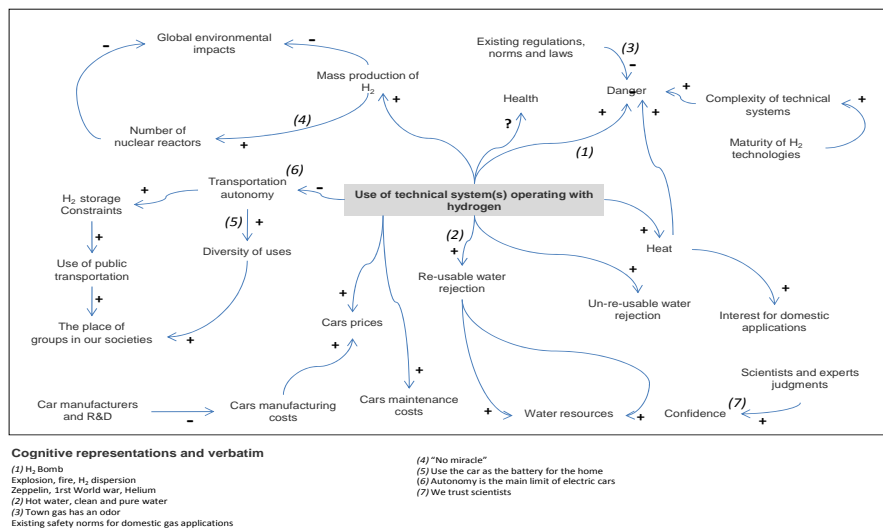 Global environmental
impacts
-
-
Mass production of
H2
+
(4)
Number of
nuclear reactors
+
Existing regulations,
norms and laws
(3)
-
Danger
-
+
+
+
Complexity of technical
systems
+
Maturity of H2
technologies
Health
?
(1)
(6)
Transportation
autonomy
-
Use of technical system(s) operating with
hydrogen
+
H2 storage
Constraints
(5)
+
(2)
+
+
Heat
+
Diversity of uses
Use of public
transportation
Re-usable water
rejection
+
Un-re-usable water
rejection
+
Interest for domestic
applications
+
+
The place of
groups in our societies
+
Cars prices
+
Scientists and experts
judgments
Car manufacturers
and R&D
-
Cars manufacturing
costs
+
Cars maintenance
costs
+
Water resources
+
Confidence
(7)
+
Cognitive representations and verbatim
(1) H2 Bomb
Explosion, fire, H2 dispersion
Zeppelin, 1rst World war, Helium
(2) Hot water, clean and pure water
(3) Town gas has an odor
Existing safety norms for domestic gas applications
(4) “No miracle”
(5) Use the car as the battery for the home
(6) Autonomy is the main limit of electric cars
(7) We trust scientists